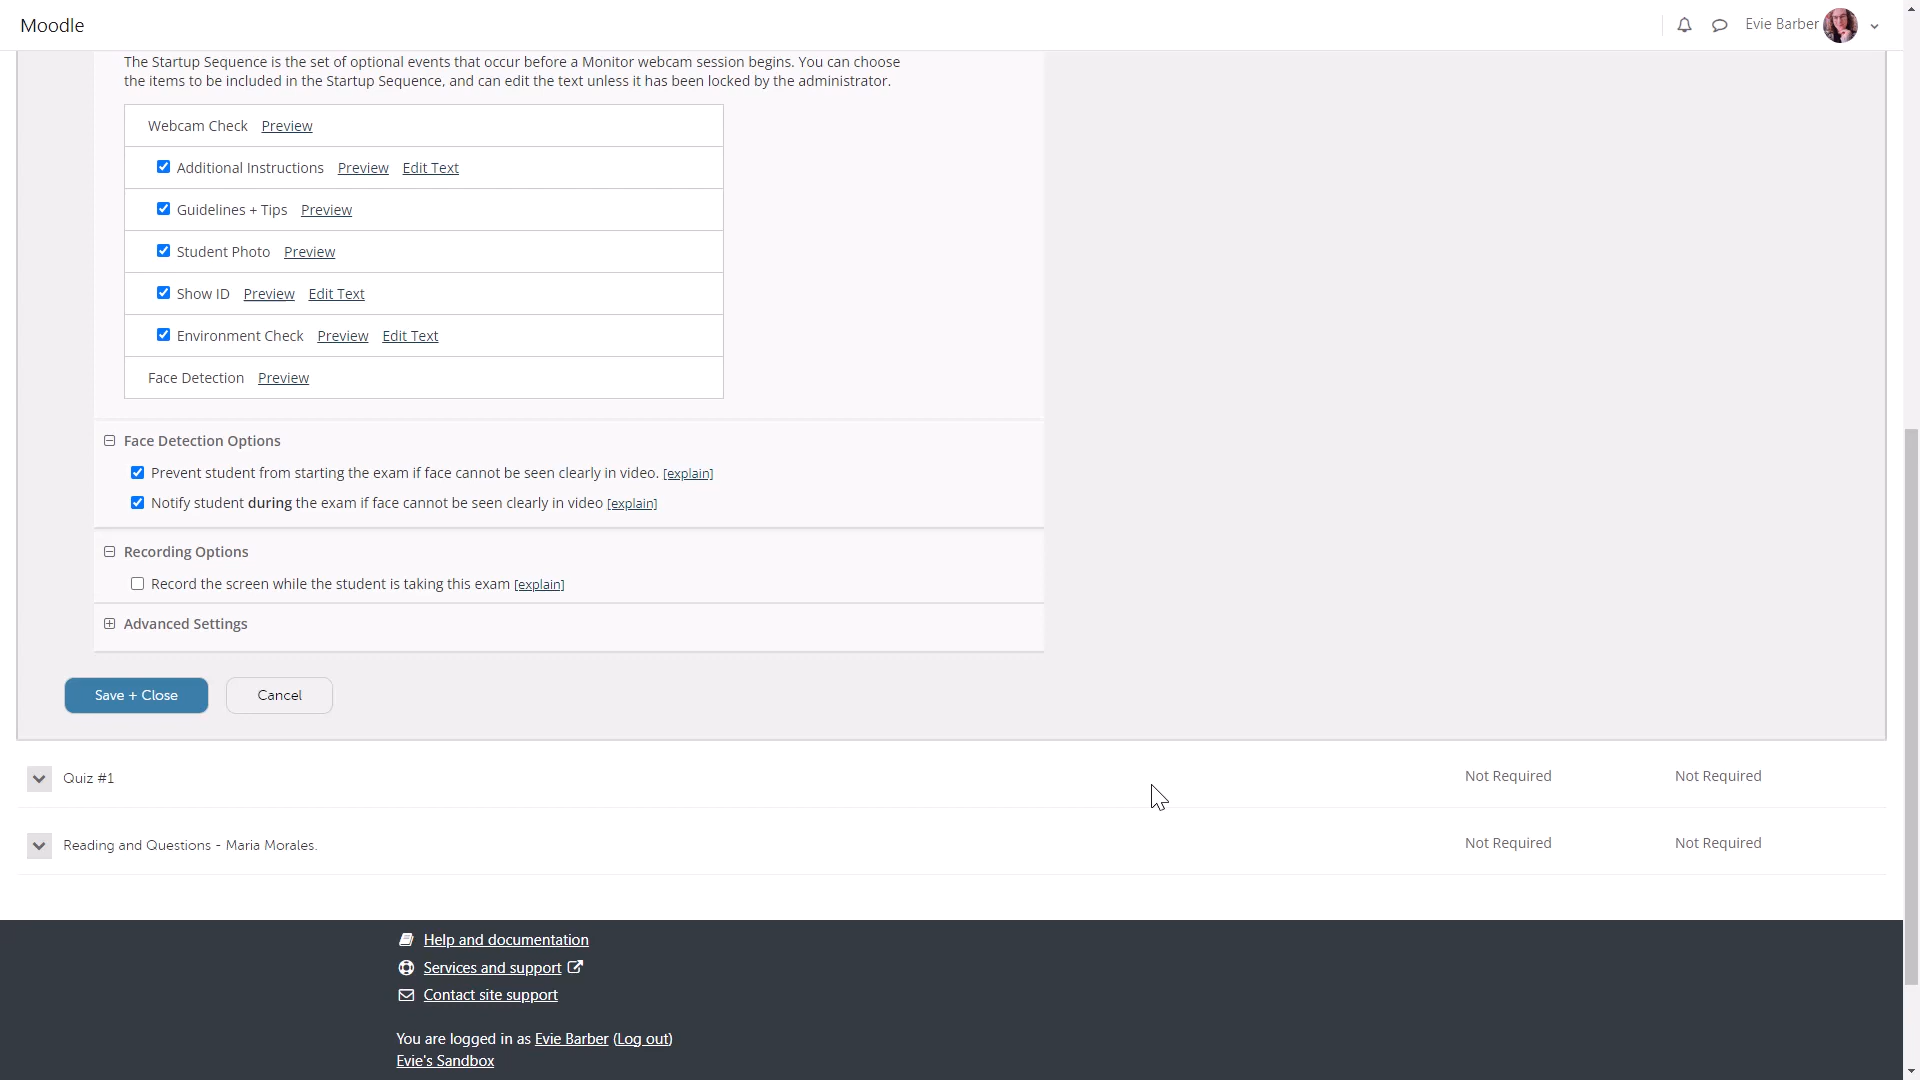 Moodle
Evie Barber
The Startup Sequence is the set of optional events that occur before a Monitor webcam session begins. You can choose
the items to be included in the Startup Sequence, and can edit the text unless it has been locked by the administrator.
Webcam Check Preview
Additional Instructions Preview Edit Text
Guidelines + Tips Preview
Student Photo Preview
Show ID Preview Edit Text
Environment Check Preview Edit Text
Face Detection Preview
Face Detection Options
Prevent student from starting the exam if face cannot be seen clearly in video. [explain]
Notify student during the exam if face cannot be seen clearly in video [explain]
Recording Options
Record the screen while the student is taking this exam [explain]
Advanced Settings
Save + Close Cancel
Quiz #1 Not Required Not Required
Reading and Questions - Maria Morales. Not Required Not Required
Help and documentation
Services and support
Contact site support
You are logged in as Evie Barber (Log out)
Evie's Sandbox